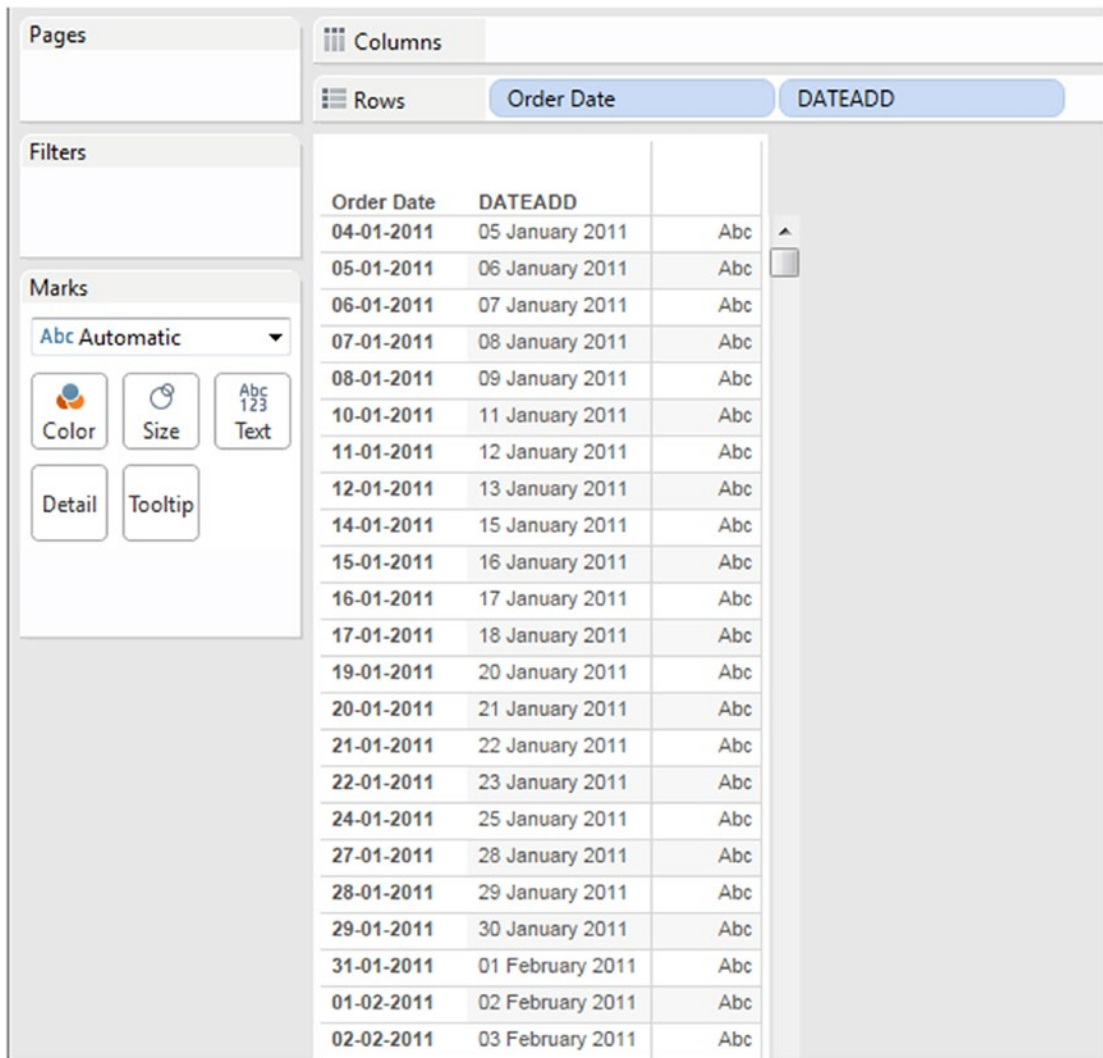 Pages
Columns
Rows Order Date DATEADD
Filters
Marks
Abc Automatic
Color Size Abc 123 Text
Detail Tooltip
Order Date DATEADD
04-01-2011 05 January 2011 Abc
05-01-2011 06 January 2011 Abc
06-01-2011 07 January 2011 Abc
07-01-2011 08 January 2011 Abc
08-01-2011 09 January 2011 Abc
10-01-2011 11 January 2011 Abc
11-01-2011 12 January 2011 Abc
12-01-2011 13 January 2011 Abc
14-01-2011 15 January 2011 Abc
15-01-2011 16 January 2011 Abc
16-01-2011 17 January 2011 Abc
17-01-2011 18 January 2011 Abc
19-01-2011 20 January 2011 Abc
20-01-2011 21 January 2011 Abc
21-01-2011 22 January 2011 Abc
22-01-2011 23 January 2011 Abc
24-01-2011 25 January 2011 Abc
27-01-2011 28 January 2011 Abc
28-01-2011 29 January 2011 Abc
29-01-2011 30 January 2011 Abc
31-01-2011 01 February 2011 Abc
01-02-2011 02 February 2011 Abc
02-02-2011 03 February 2011 Abc